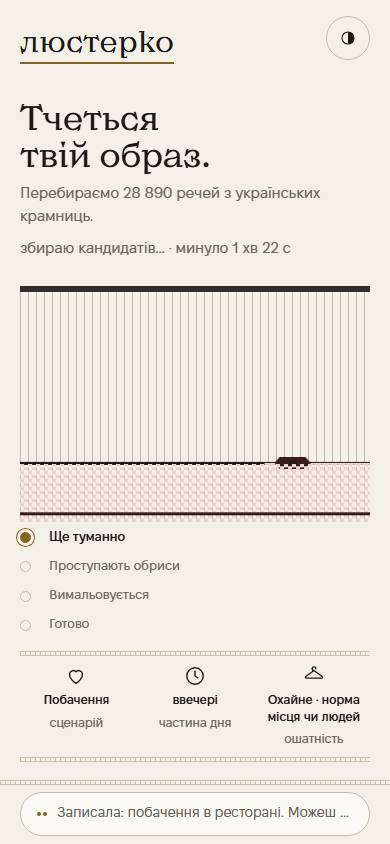 люстерко
Тчеться
твій образ.
Перебираємо 28 890 речей з українських
крамниць.
збираю кандидатів... · минуло 1 хв 22 с
Ще туманно
Проступають обриси
Вимальовується
Готово
Побачення
сценарій
ввечері
частина дня
Охайне · норма
місця чи людей
ошатність
Записала: побачення в ресторані. Можеш ...